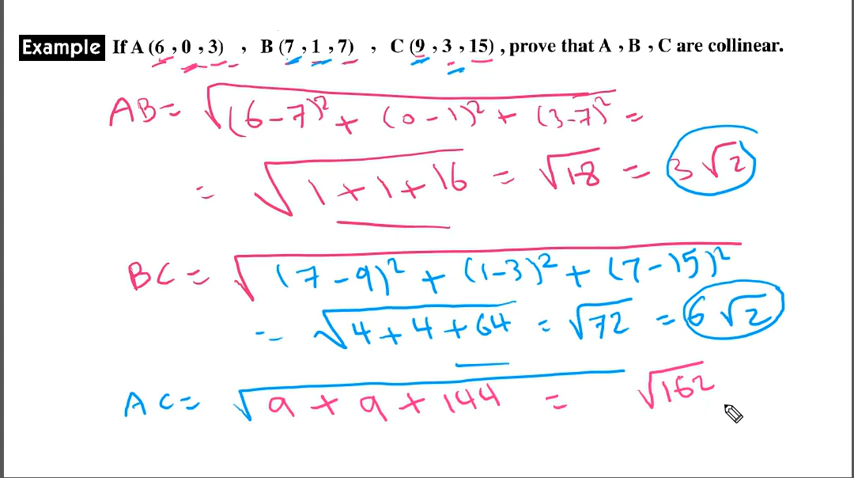 Example If A (6 , 0 , 3) , B (7 , 1 , 7) , C (9 , 3 , 15) , prove that A , B , C are collinear.
AB = √(6-7)² + (0-1)² + (3-7)² =
= √1+1+16 = √18 = 3√2
BC = √(7-9)² + (1-3)² + (7-15)²
= √4+4+64 = √72 = 6√2
AC = √9+9+144 = √162